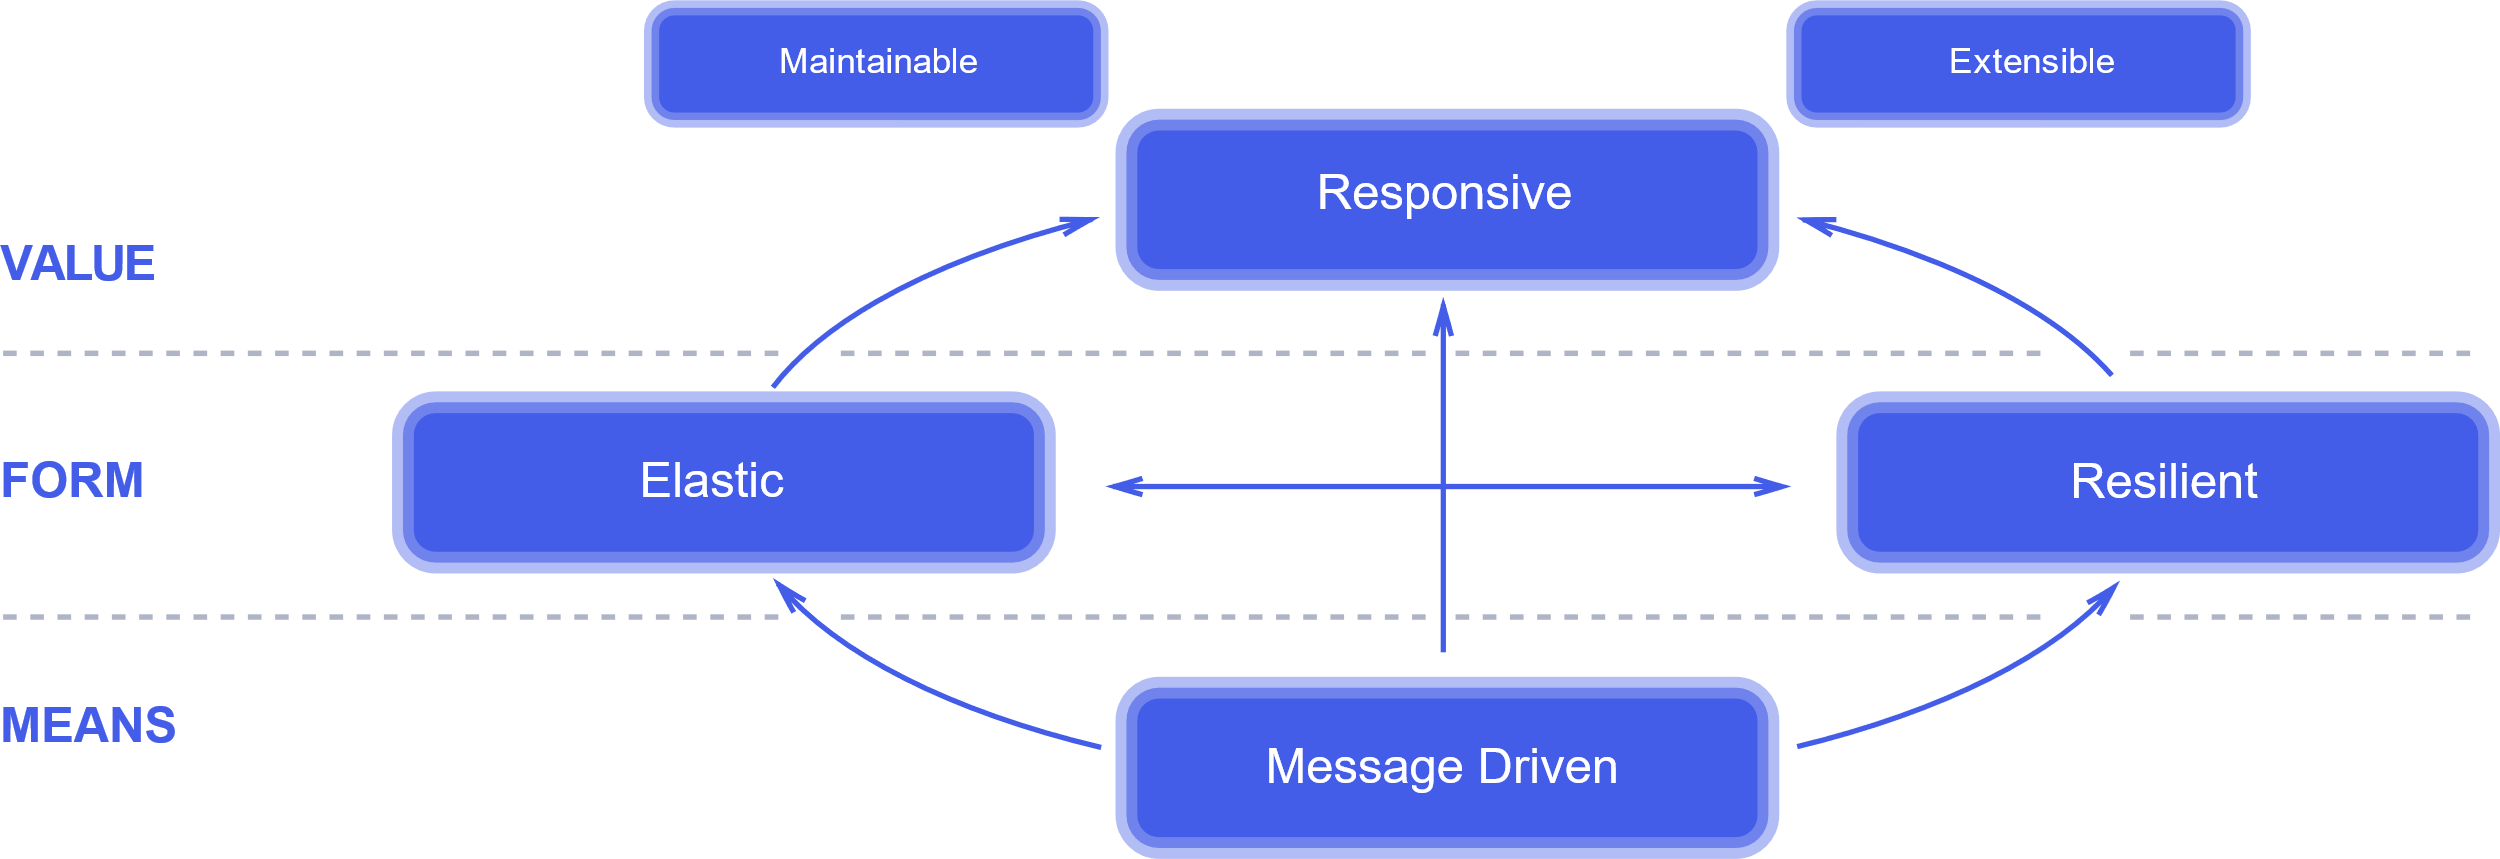 Maintainable
Extensible
Responsive
VALUE
FORM
Elastic
Resilient
MEANS
Message Driven